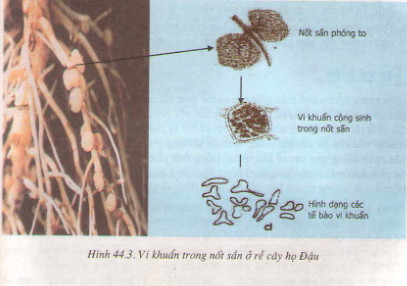 Nốt sần phóng to
Vi khuẩn cộng sinh
trong nốt sần
Hình dạng các
tế bào vi khuẩn
Hình 44.3. Vi khuẩn trong nốt sần ở rễ cây họ Đậu